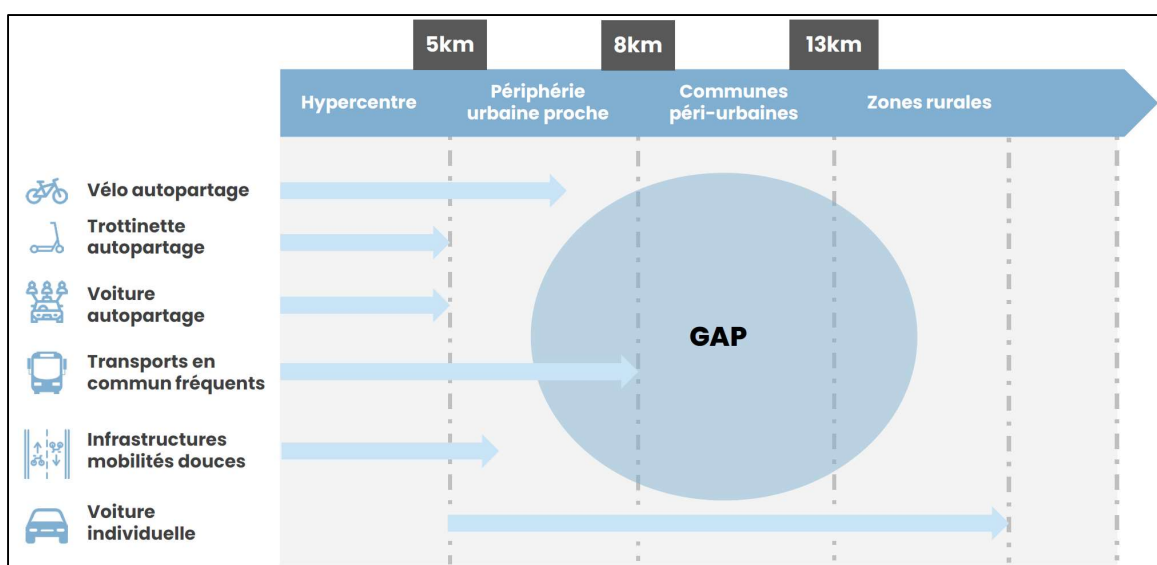 5km
8km
13km
Hypercentre
Périphérie
urbaine proche
Communes
péri-urbaines
Zones rurales
Vélo autopartage
Trottinette
autopartage
Voiture
autopartage
GAP
Transports en
commun fréquents
Infrastructures
mobilités douces
Voiture
individuelle